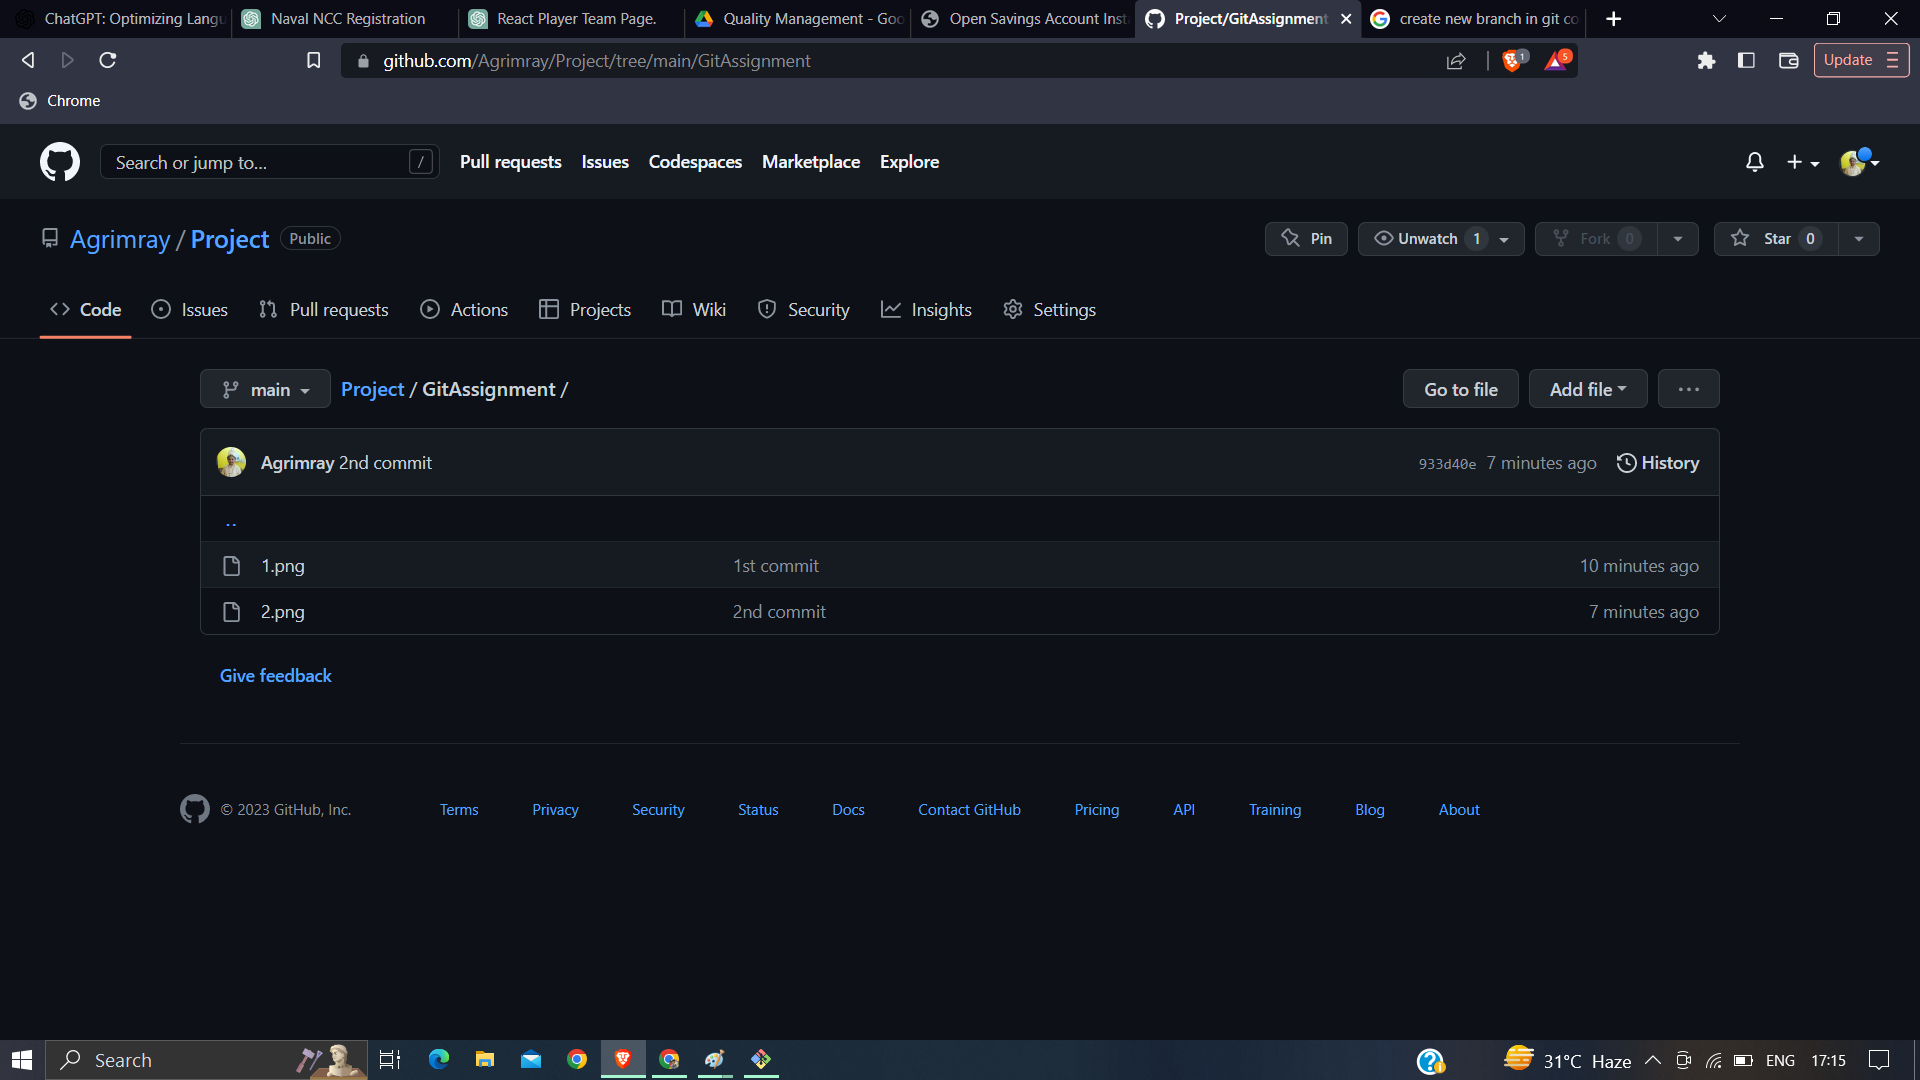 ChatGPT: Optimizing Langu
Naval NCC Registration
React Player Team Page.
Quality Management - Goo
Open Savings Account Inst
Project/GitAssignment
create new branch in git co
github.com/Agrimray/Project/tree/main/GitAssignment
1
5
Update
Chrome
Search or jump to...
/
Pull requests
Issues
Codespaces
Marketplace
Explore
Agrimray / Project
Public
Pin
Unwatch 1
Fork 0
Star 0
Code
Issues
Pull requests
Actions
Projects
Wiki
Security
Insights
Settings
main
Project / GitAssignment /
Go to file
Add file
Agrimray 2nd commit
933d40e 7 minutes ago
History
..
1.png
1st commit
10 minutes ago
2.png
2nd commit
7 minutes ago
Give feedback
© 2023 GitHub, Inc.
Terms
Privacy
Security
Status
Docs
Contact GitHub
Pricing
API
Training
Blog
About
Search
31°C Haze
ENG
17:15